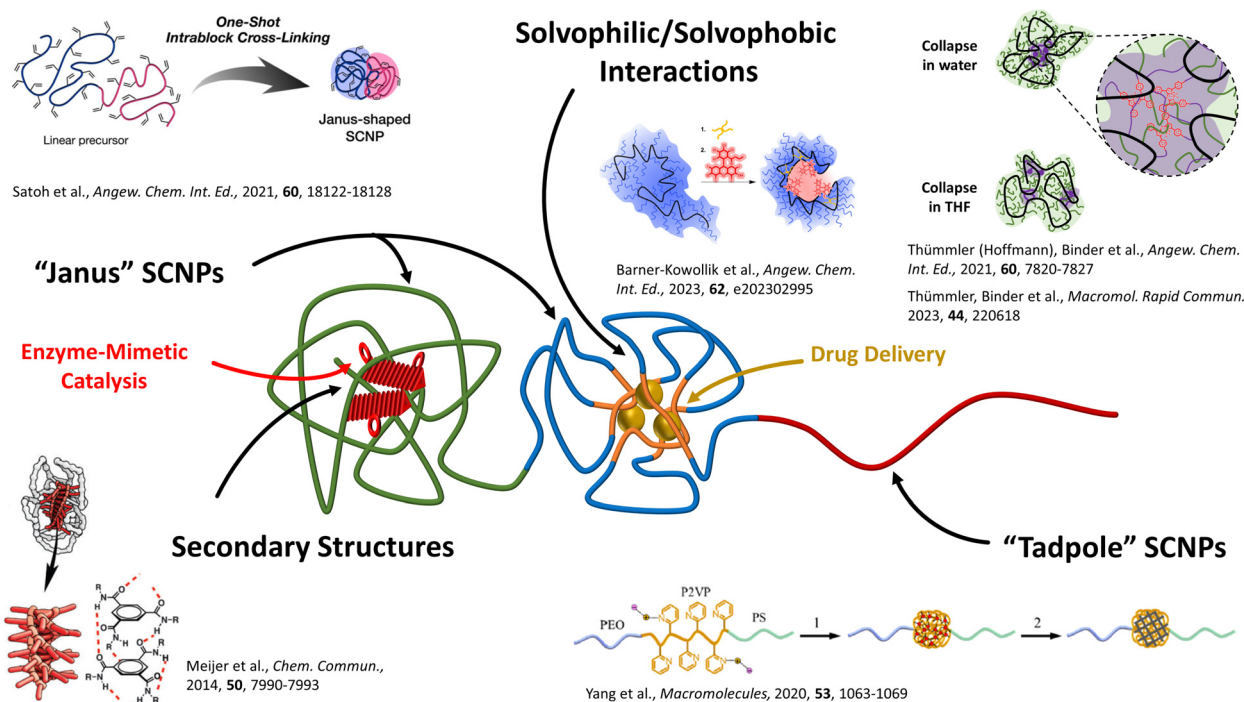 One-Shot
Intrablock Cross-Linking
Linear precursor
Janus-shaped
SCNP
Satoh et al., Angew. Chem. Int. Ed., 2021, 60, 18122-18128
Solvophilic/Solvophobic
Interactions
1.
2.
Barner-Kowollik et al., Angew. Chem.
Int. Ed., 2023, 62, e202302995
Collapse
in water
Collapse
in THF
Thümmler (Hoffmann), Binder et al., Angew. Chem.
Int. Ed., 2021, 60, 7820-7827
Thümmler, Binder et al., Macromol. Rapid Commun.
2023, 44, 220618
“Janus” SCNPs
Enzyme-Mimetic
Catalysis
Drug Delivery
Secondary Structures
“Tadpole” SCNPs
R
N
H
O
O
N-R
H
O
HN
R
R
N
H
O
O
N-R
H
O
HN
R
Meijer et al., Chem. Commun.,
2014, 50, 7990-7993
PEO
P2VP
PS
N
N
N
N
N
N
1
2
Yang et al., Macromolecules, 2020, 53, 1063-1069